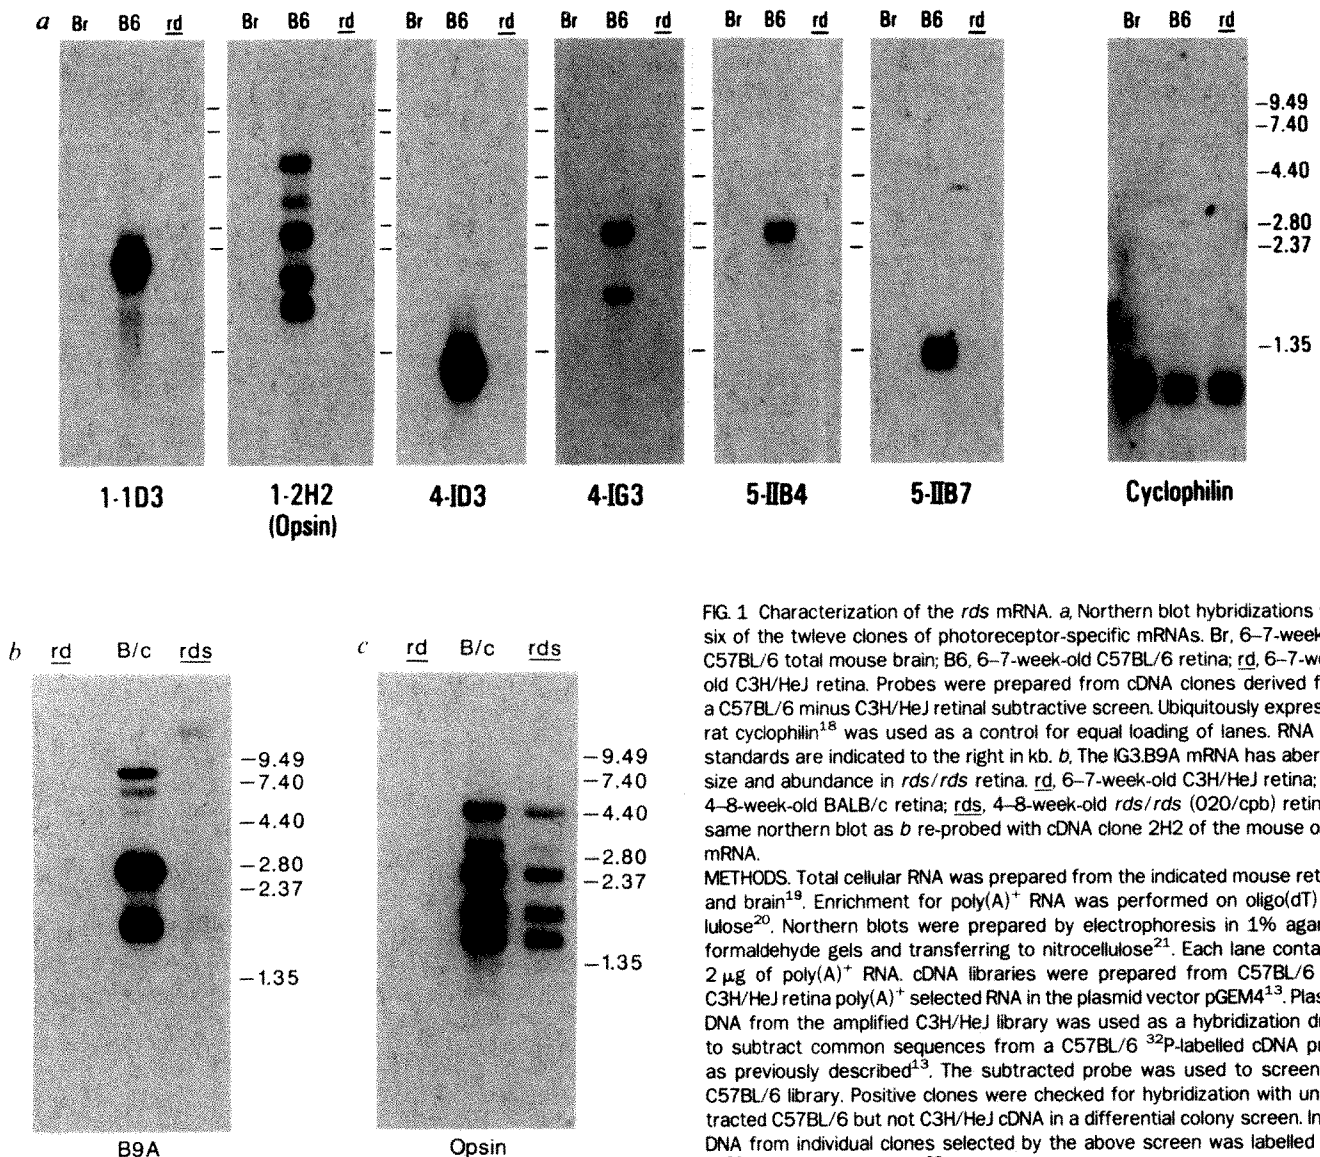 a Br B6 rd Br B6 rd Br B6 rd Br B6 rd Br B6 rd Br B6 rd Br B6 rd
–9.49
–7.40
–4.40
–2.80
–2.37
–1.35
1-1D3 1-2H2 4-ID3 4-IG3 5-IIB4 5-IIB7 Cyclophilin
(Opsin)
b rd B/c rds
–9.49
–7.40
–4.40
–2.80
–2.37
–1.35
B9A
c rd B/c rds
–9.49
–7.40
–4.40
–2.80
–2.37
–1.35
Opsin
FIG. 1 Characterization of the rds mRNA. a, Northern blot hybridizations
six of the twleve clones of photoreceptor-specific mRNAs. Br, 6–7-week
C57BL/6 total mouse brain; B6, 6–7-week-old C57BL/6 retina; rd, 6–7-w
old C3H/HeJ retina. Probes were prepared from cDNA clones derived f
a C57BL/6 minus C3H/HeJ retinal subtractive screen. Ubiquitously expres
rat cyclophilin18 was used as a control for equal loading of lanes. RNA
standards are indicated to the right in kb. b, The IG3.B9A mRNA has aber
size and abundance in rds/rds retina. rd, 6–7-week-old C3H/HeJ retina;
4–8-week-old BALB/c retina; rds, 4–8-week-old rds/rds (020/cpb) retin
same northern blot as b re-probed with cDNA clone 2H2 of the mouse o
mRNA.
METHODS. Total cellular RNA was prepared from the indicated mouse ret
and brain19. Enrichment for poly(A)+ RNA was performed on oligo(dT)
lulose20. Northern blots were prepared by electrophoresis in 1% agar
formaldehyde gels and transferring to nitrocellulose21. Each lane conta
2 μg of poly(A)+ RNA. cDNA libraries were prepared from C57BL/6
C3H/HeJ retina poly(A)+ selected RNA in the plasmid vector pGEM413. Plas
DNA from the amplified C3H/HeJ library was used as a hybridization d
to subtract common sequences from a C57BL/6 32P-labelled cDNA p
as previously described13. The subtracted probe was used to screen
C57BL/6 library. Positive clones were checked for hybridization with un
tracted C57BL/6 but not C3H/HeJ cDNA in a differential colony screen. In
DNA from individual clones selected by the above screen was labelled